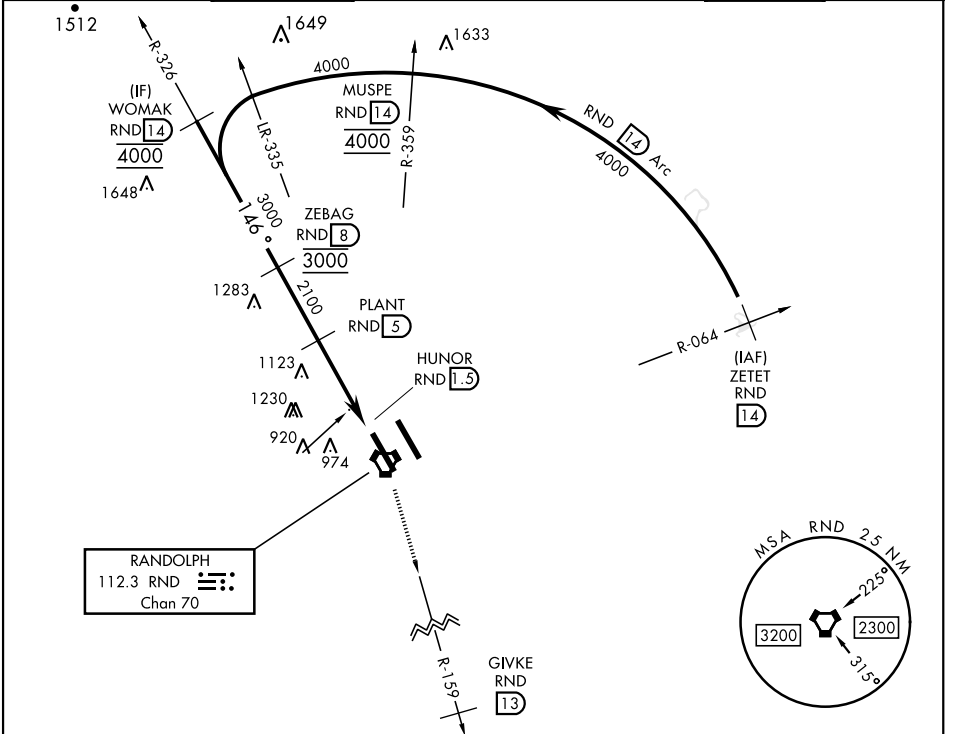 1512
R-326
1649
1633
4000
(IF)
WOMAK
RND 14
4000
MUSPE
RND 14
4000
RND 14 Arc
4000
LR-335
R-359
1648
3000
146°
ZEBAG
RND 8
3000
1283
2100
PLANT
RND 5
R-064
(IAF)
ZETET
RND
14
1123
HUNOR
RND 1.5
1230
920
974
RANDOLPH
112.3 RND
Chan 70
MSA RND 25 NM
225°
3200
2300
315°
R-159
GIVKE
RND
13